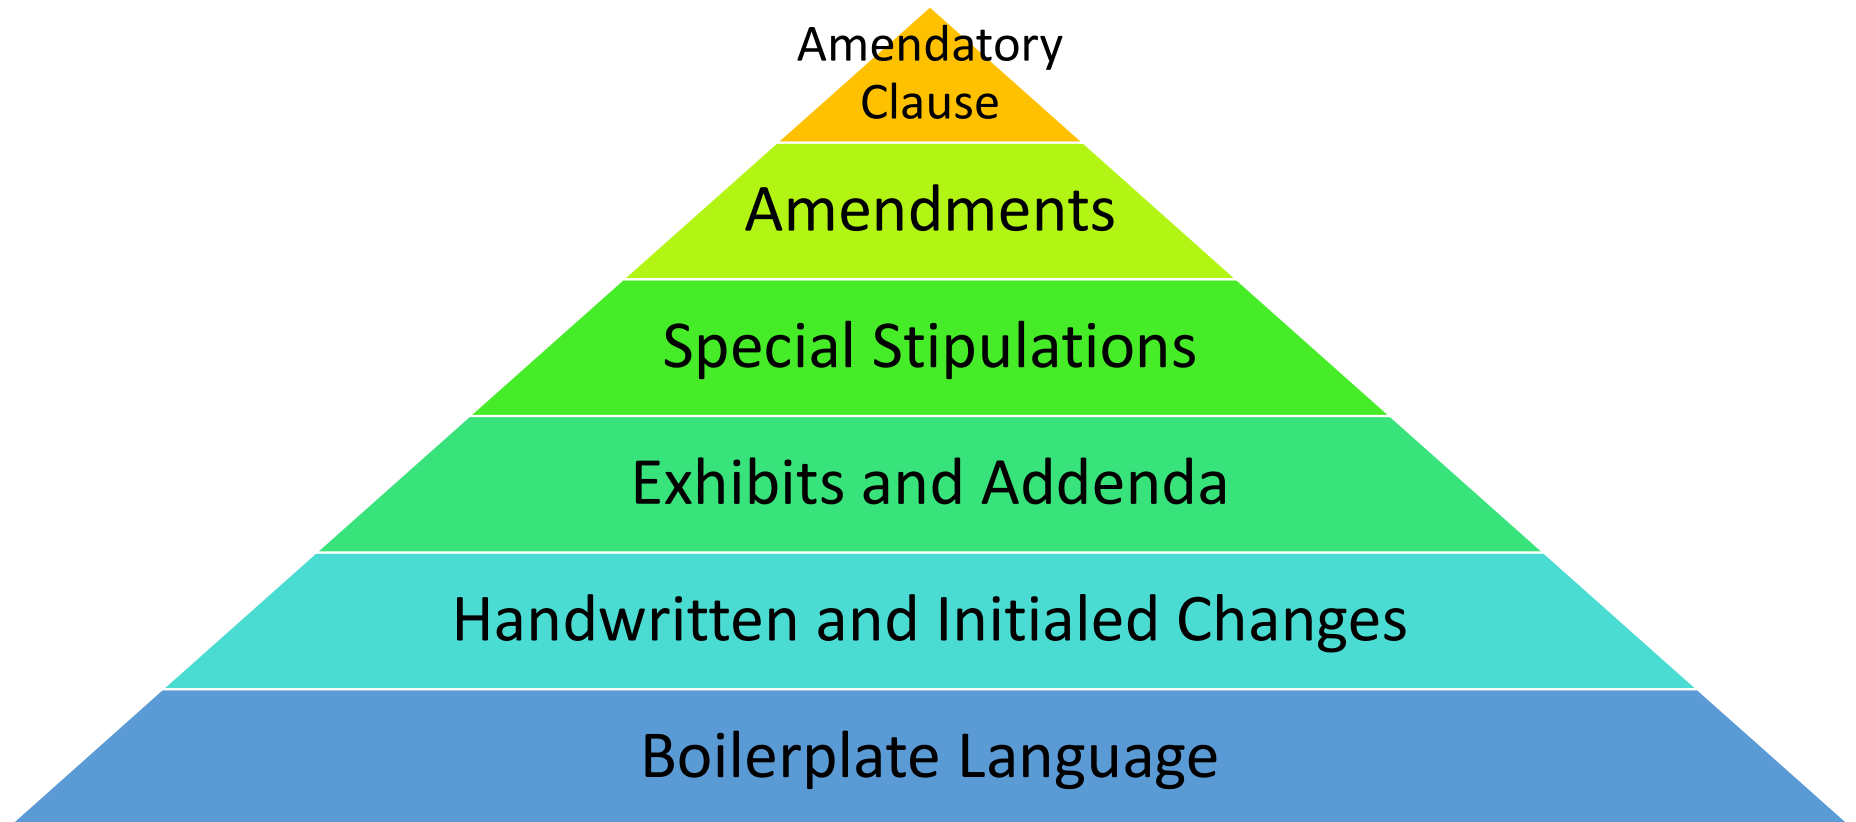 Amendatory
Clause
Amendments
Special Stipulations
Exhibits and Addenda
Handwritten and Initialed Changes
Boilerplate Language